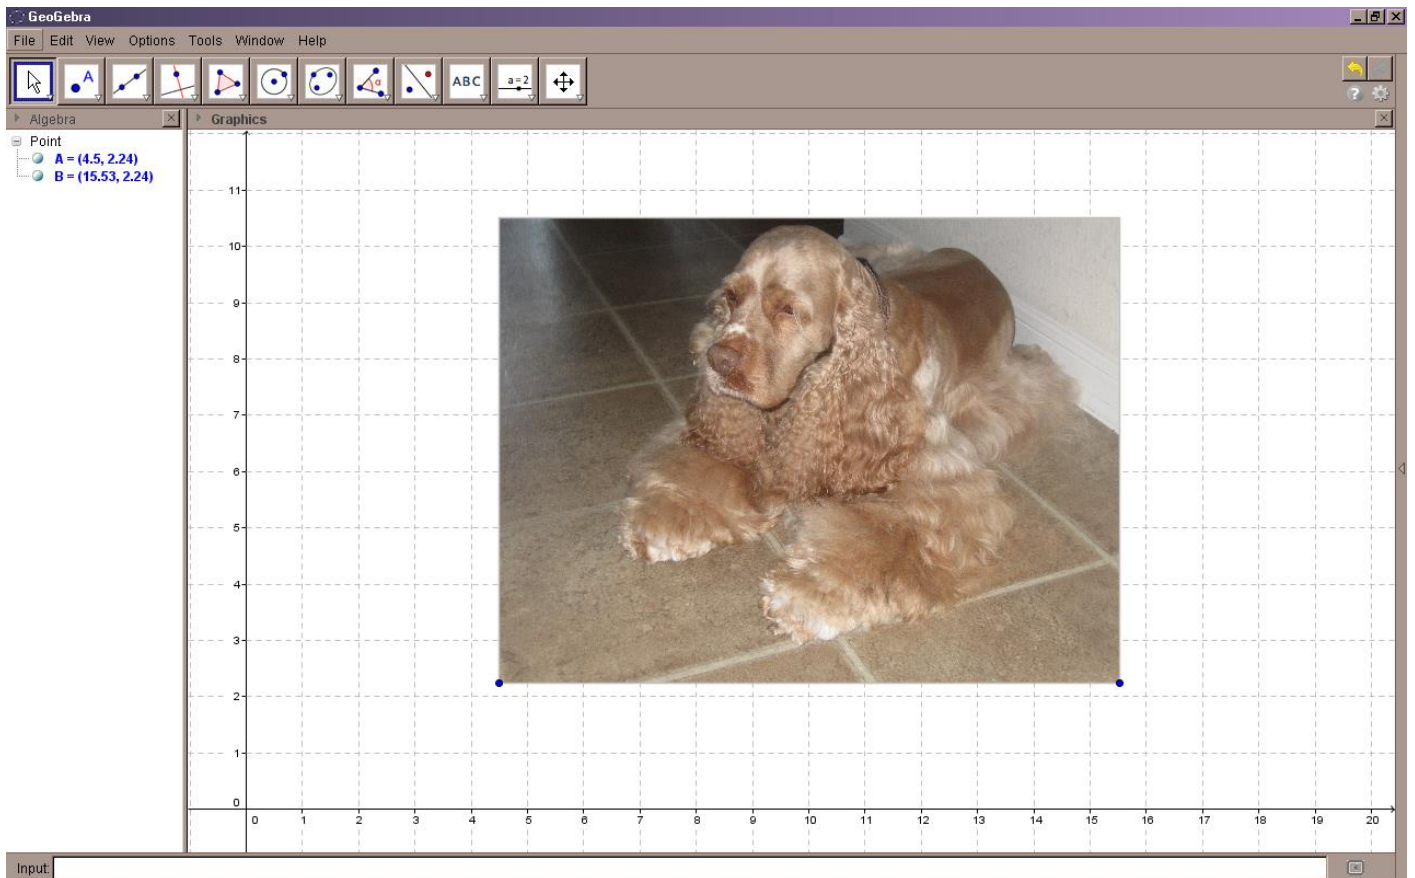 GeoGebra
File Edit View Options Tools Window Help
A α ABC a=2
?
Algebra
Graphics
Point
A = (4.5, 2.24)
B = (15.53, 2.24)
11
10
9
8
7
6
5
4
3
2
1
0
0 1 2 3 4 5 6 7 8 9 10 11 12 13 14 15 16 17 18 19 20
Input: